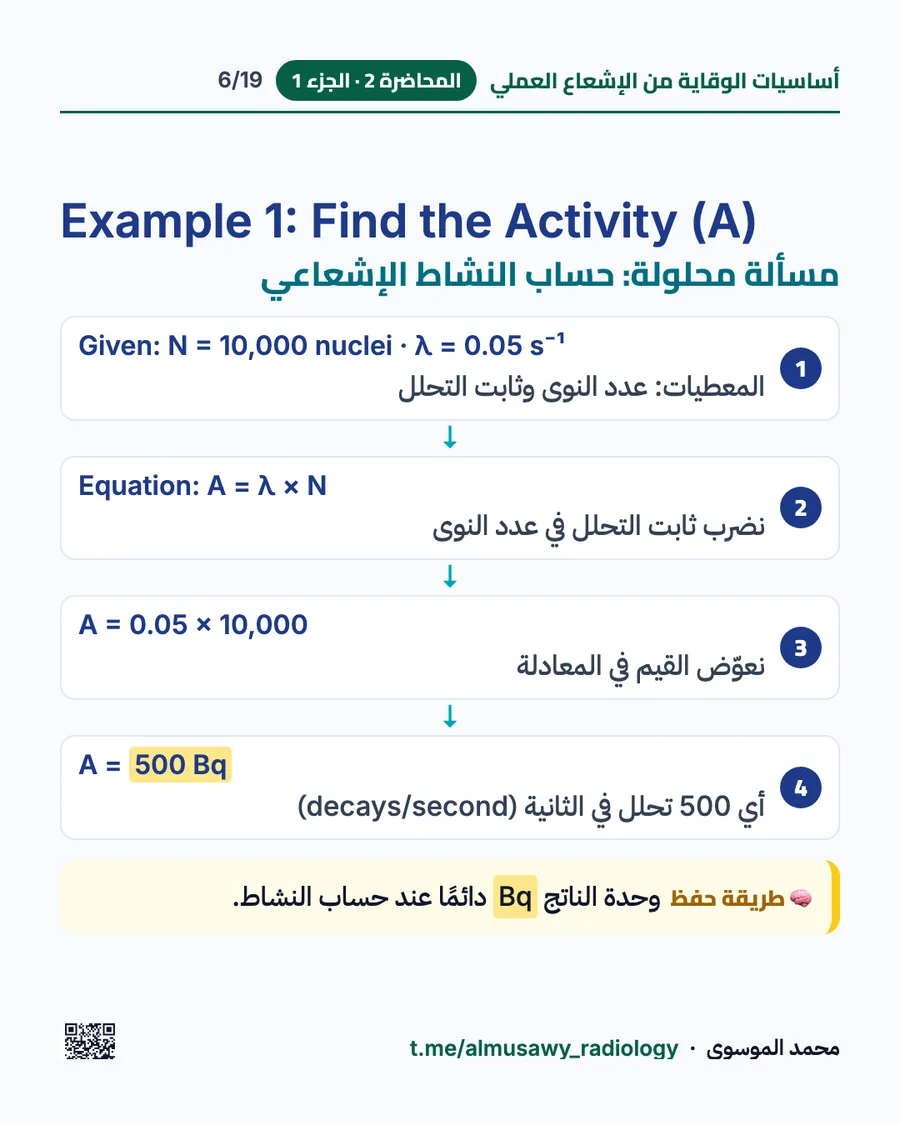 أساسيات الوقاية من الإشعاع العملي المحاضرة 2 · الجزء 1 6/19
Example 1: Find the Activity (A)
مسألة محلولة: حساب النشاط الإشعاعي
1
Given: N = 10,000 nuclei · λ = 0.05 s⁻¹
المعطيات: عدد النوى وثابت التحلل
↓
2
Equation: A = λ × N
نضرب ثابت التحلل في عدد النوى
↓
3
A = 0.05 × 10,000
نعوّض القيم في المعادلة
↓
4
A = 500 Bq
أي 500 تحلل في الثانية (decays/second)
🧠 طريقة حفظ وحدة الناتج Bq دائمًا عند حساب النشاط.
محمد الموسوي · t.me/almusawy_radiology